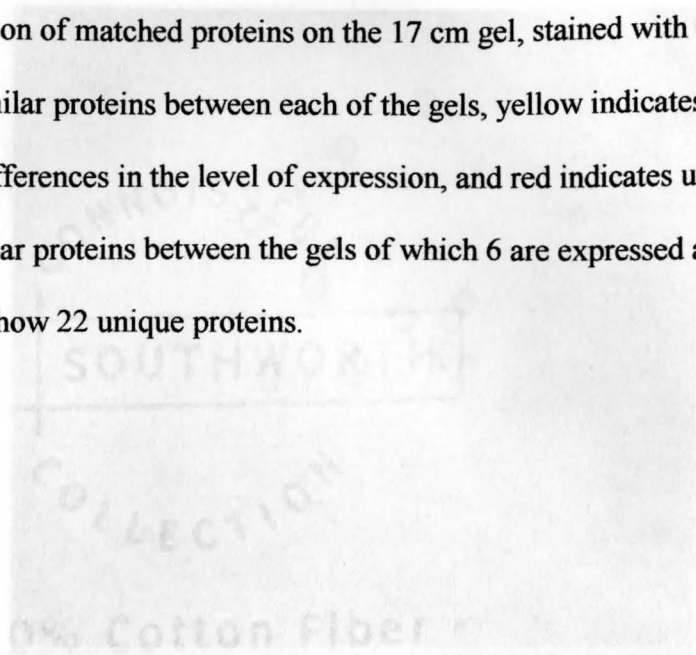 on of matched proteins on the 17 cm gel, stained with
ilar proteins between each of the gels, yellow indicates
fferences in the level of expression, and red indicates u
ar proteins between the gels of which 6 are expressed a
how 22 unique proteins.
SOUTHWORTH
COLLECTION
0% Cotton Fiber